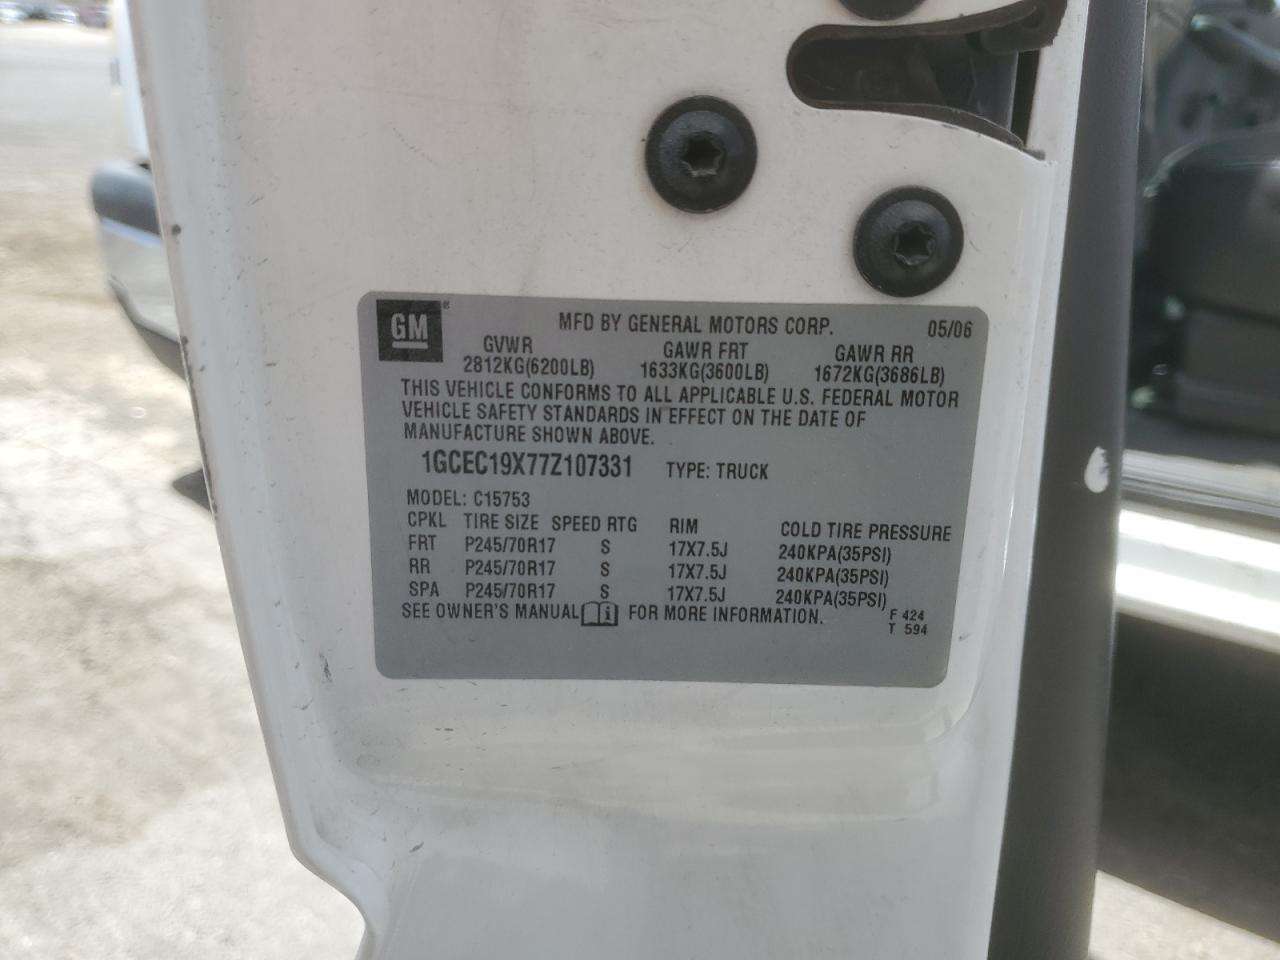 GM ® MFD BY GENERAL MOTORS CORP. 05/06
GVWR GAWR FRT GAWR RR
2812KG(6200LB) 1633KG(3600LB) 1672KG(3686LB)
THIS VEHICLE CONFORMS TO ALL APPLICABLE U.S. FEDERAL MOTOR
VEHICLE SAFETY STANDARDS IN EFFECT ON THE DATE OF
MANUFACTURE SHOWN ABOVE.
1GCEC19X77Z107331 TYPE: TRUCK
MODEL: C15753
CPKL TIRE SIZE SPEED RTG RIM COLD TIRE PRESSURE
FRT P245/70R17 S 17X7.5J 240KPA(35PSI)
RR P245/70R17 S 17X7.5J 240KPA(35PSI)
SPA P245/70R17 S 17X7.5J 240KPA(35PSI)
SEE OWNER'S MANUAL i FOR MORE INFORMATION. F 424
T 594